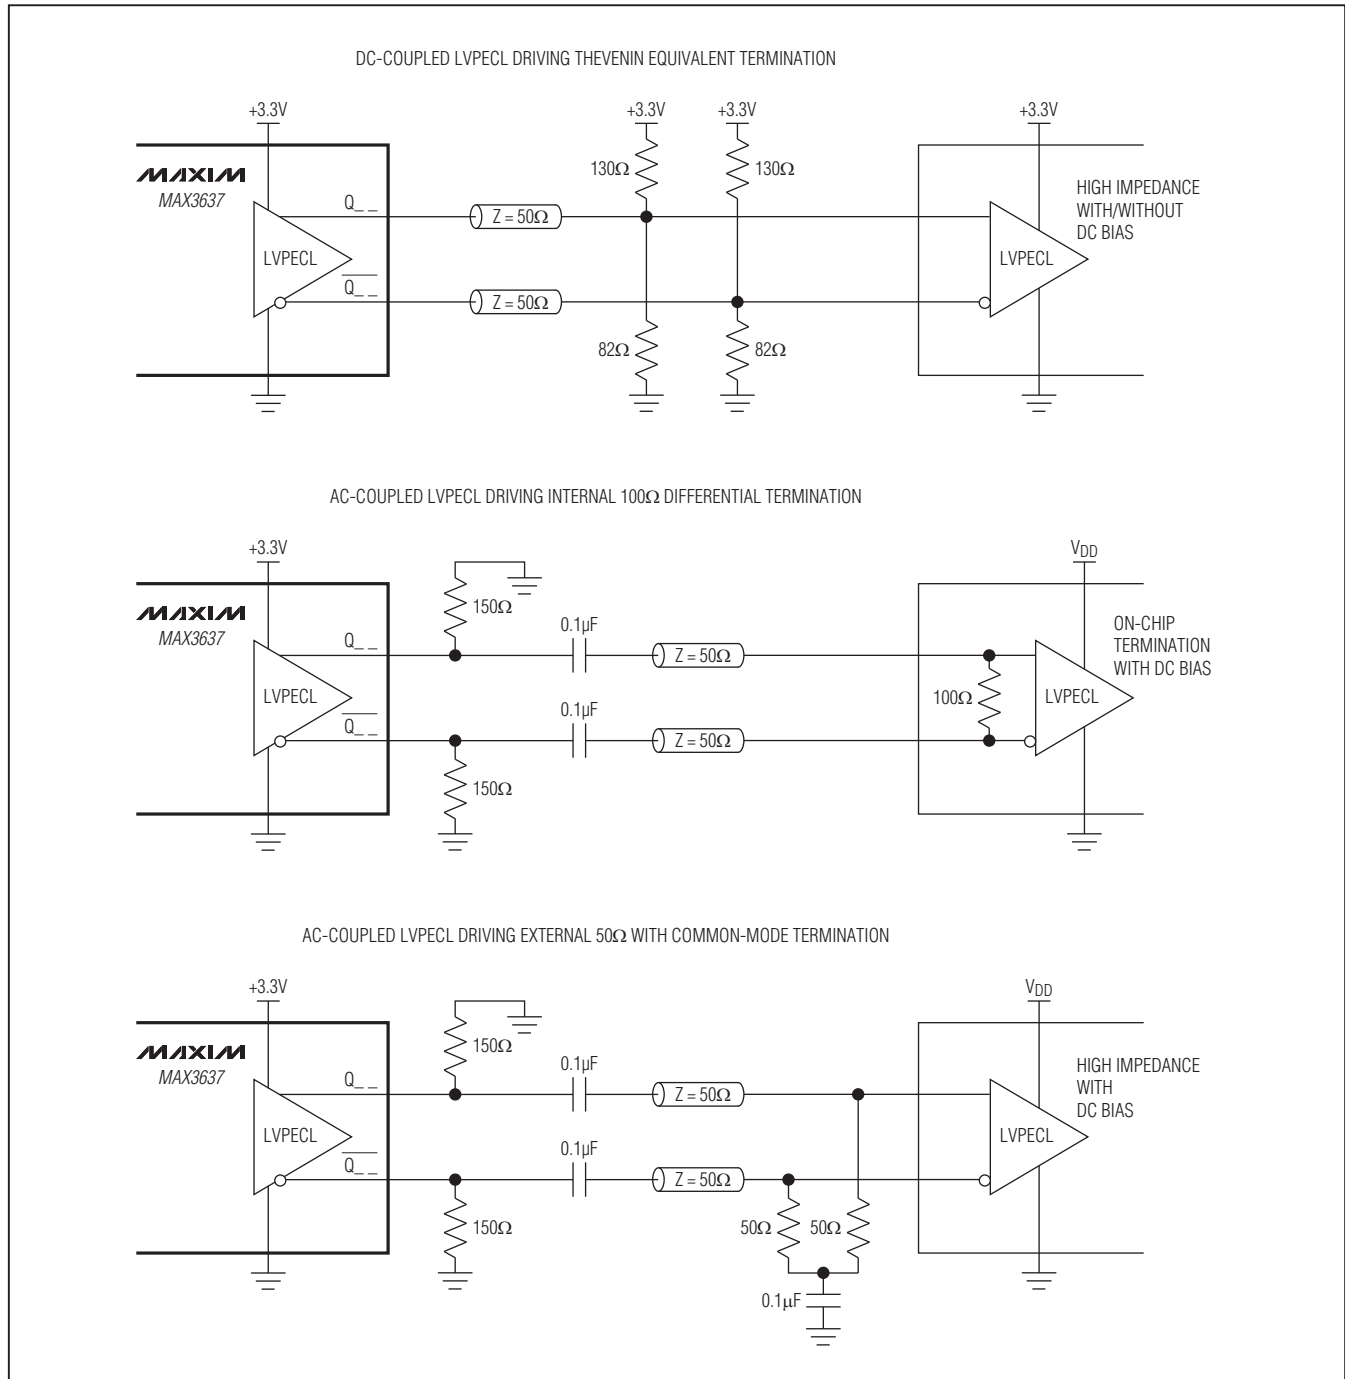 DC-COUPLED LVPECL DRIVING THEVENIN EQUIVALENT TERMINATION
+3.3V
+3.3V
+3.3V
+3.3V
MAXIM
MAX3637
130Ω
130Ω
HIGH IMPEDANCE
WITH/WITHOUT
DC BIAS
Q_ _
Z = 50Ω
LVPECL
LVPECL
Q_ _
Z = 50Ω
82Ω
82Ω
AC-COUPLED LVPECL DRIVING INTERNAL 100Ω DIFFERENTIAL TERMINATION
+3.3V
VDD
MAXIM
MAX3637
150Ω
0.1µF
ON-CHIP
TERMINATION
WITH DC BIAS
Q_ _
Z = 50Ω
LVPECL
100Ω
LVPECL
0.1µF
Q_ _
Z = 50Ω
150Ω
AC-COUPLED LVPECL DRIVING EXTERNAL 50Ω WITH COMMON-MODE TERMINATION
+3.3V
VDD
MAXIM
MAX3637
150Ω
0.1µF
HIGH IMPEDANCE
WITH
DC BIAS
Q_ _
Z = 50Ω
LVPECL
LVPECL
0.1µF
Q_ _
Z = 50Ω
150Ω
50Ω
50Ω
0.1µF